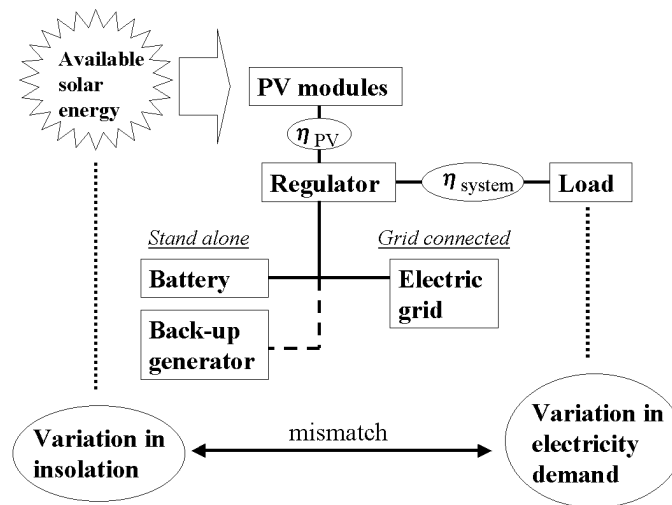 Available
solar
energy
PV modules
η PV
Regulator
η system
Load
Stand alone
Grid connected
Battery
Electric
grid
Back-up
generator
Variation in
insolation
mismatch
Variation in
electricity
demand